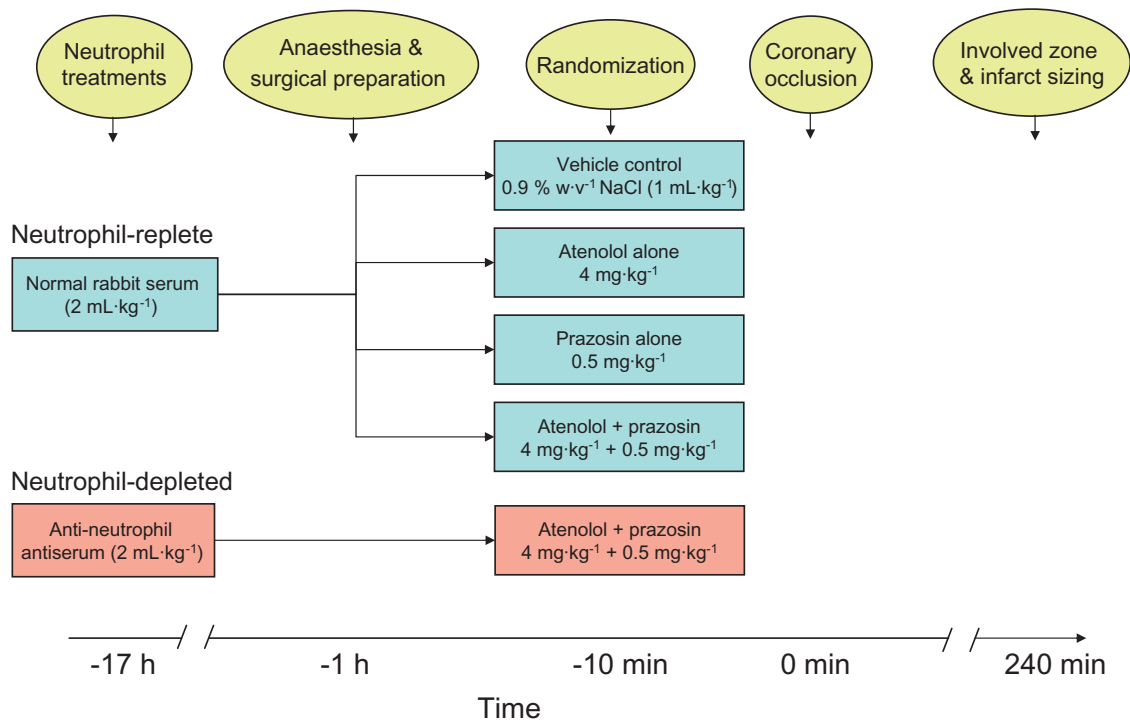 Neutrophil
treatments
Anaesthesia &
surgical preparation
Randomization
Coronary
occlusion
Involved zone
& infarct sizing
Vehicle control
0.9 % w·v⁻¹ NaCl (1 mL·kg⁻¹)
Neutrophil-replete
Normal rabbit serum
(2 mL·kg⁻¹)
Atenolol alone
4 mg·kg⁻¹
Prazosin alone
0.5 mg·kg⁻¹
Atenolol + prazosin
4 mg·kg⁻¹ + 0.5 mg·kg⁻¹
Neutrophil-depleted
Anti-neutrophil
antiserum (2 mL·kg⁻¹)
Atenolol + prazosin
4 mg·kg⁻¹ + 0.5 mg·kg⁻¹
-17 h
-1 h
-10 min
0 min
240 min
Time